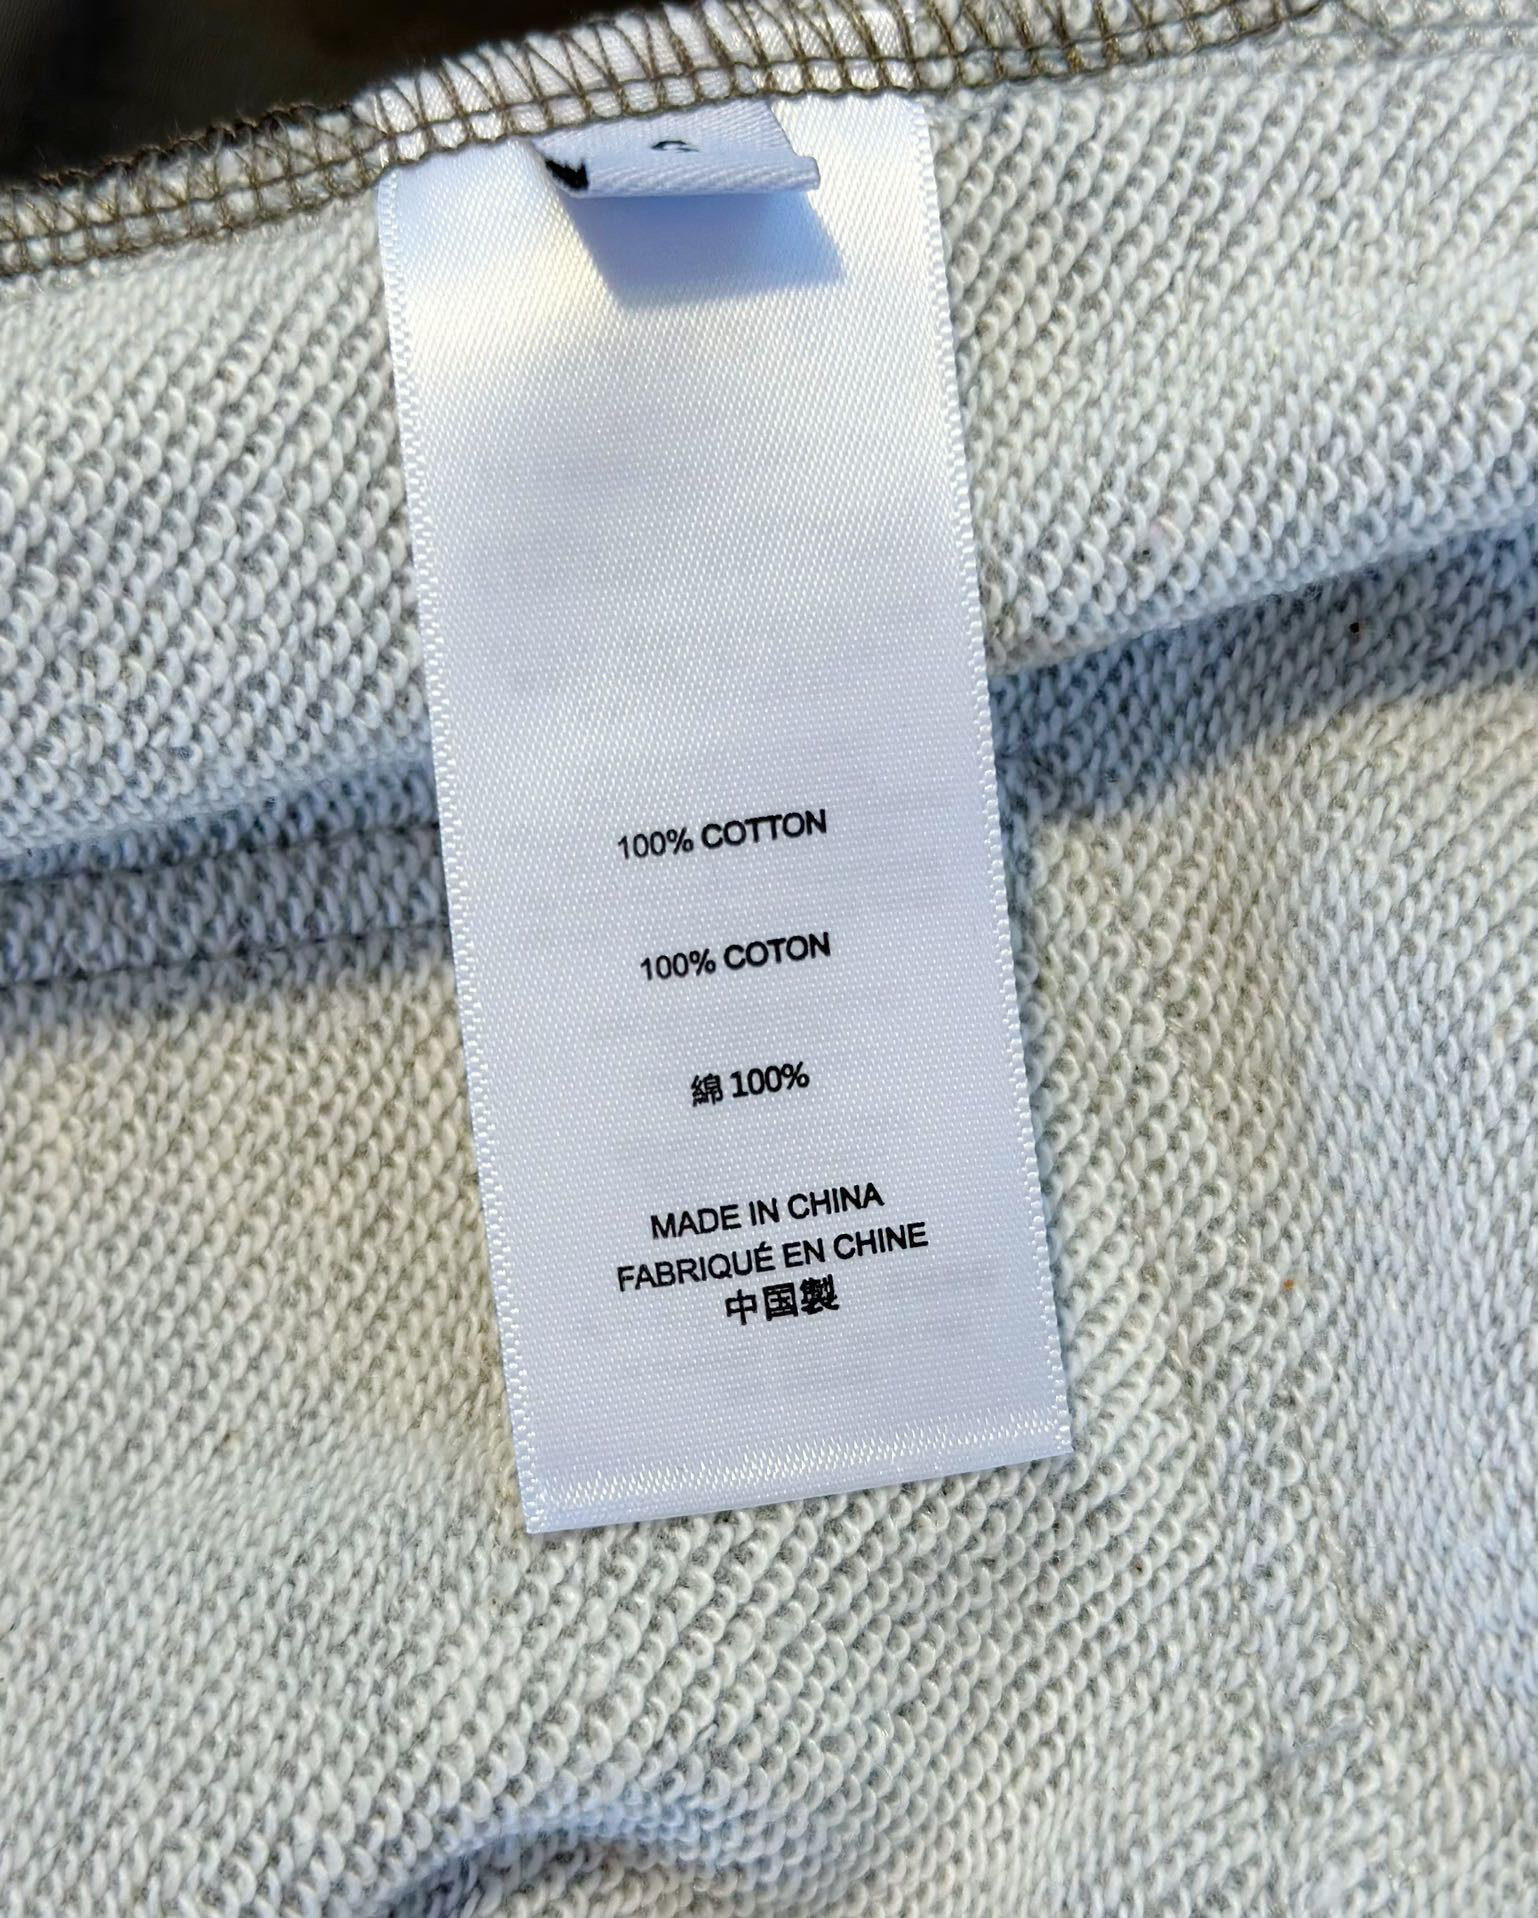 100% COTTON
100% COTON
綿 100%
MADE IN CHINA
FABRIQUÉ EN CHINE
中国製